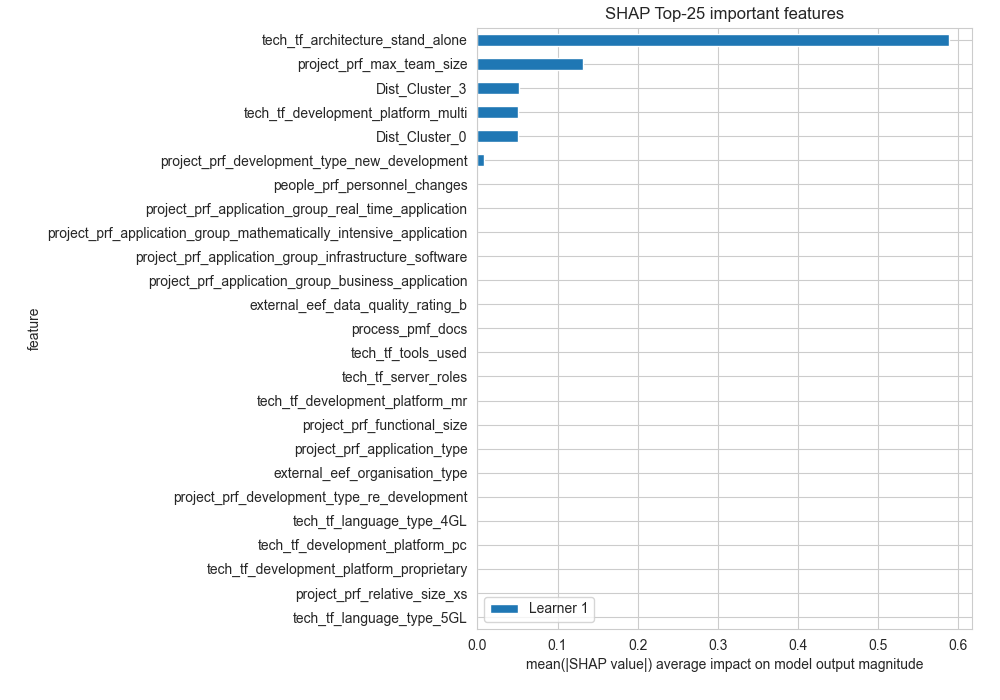 SHAP Top-25 important features
tech_tf_architecture_stand_alone
project_prf_max_team_size
Dist_Cluster_3
tech_tf_development_platform_multi
Dist_Cluster_0
project_prf_development_type_new_development
people_prf_personnel_changes
project_prf_application_group_real_time_application
project_prf_application_group_mathematically_intensive_application
project_prf_application_group_infrastructure_software
project_prf_application_group_business_application
external_eef_data_quality_rating_b
process_pmf_docs
tech_tf_tools_used
tech_tf_server_roles
tech_tf_development_platform_mr
project_prf_functional_size
project_prf_application_type
external_eef_organisation_type
project_prf_development_type_re_development
tech_tf_language_type_4GL
tech_tf_development_platform_pc
tech_tf_development_platform_proprietary
project_prf_relative_size_xs
tech_tf_language_type_5GL
feature
Learner 1
0.0 0.1 0.2 0.3 0.4 0.5 0.6
mean(|SHAP value|) average impact on model output magnitude